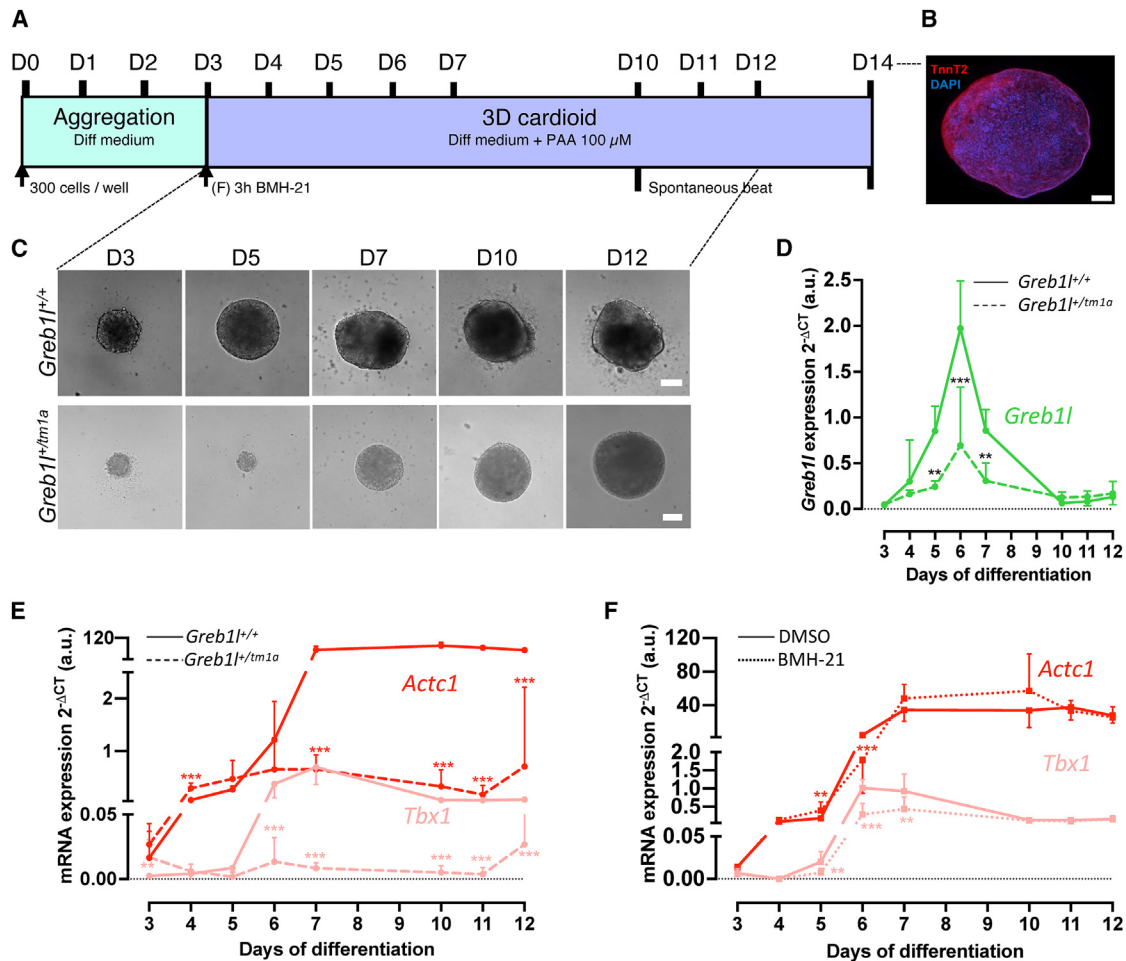 A
D0 D1 D2 D3 D4 D5 D6 D7 D10 D11 D12 D14
Aggregation
Diff medium
3D cardioid
Diff medium + PAA 100 µM
300 cells / well
(F) 3h BMH-21
Spontaneous beat
B
TnnT2
DAPI
C
D3 D5 D7 D10 D12
Greb1l+/+
Greb1l+/tm1a
D
Greb1l expression 2-ΔCT (a.u.)
2.5
2.0
1.5
1.0
0.5
0.0
Greb1l+/+
Greb1l+/tm1a
Greb1l
***
**
**
3 4 5 6 7 8 9 10 11 12
Days of differentiation
E
mRNA expression 2-ΔCT (a.u.)
120
2
1
0.05
0.00
Greb1l+/+
Greb1l+/tm1a
Actc1
***
***
***
***
***
Tbx1
**
***
***
***
***
***
3 4 5 6 7 8 9 10 11 12
Days of differentiation
F
mRNA expression 2-ΔCT (a.u.)
120
80
40
2.0
1.5
1.0
0.5
0.05
0.00
DMSO
BMH-21
Actc1
**
***
Tbx1
**
***
**
3 4 5 6 7 8 9 10 11 12
Days of differentiation